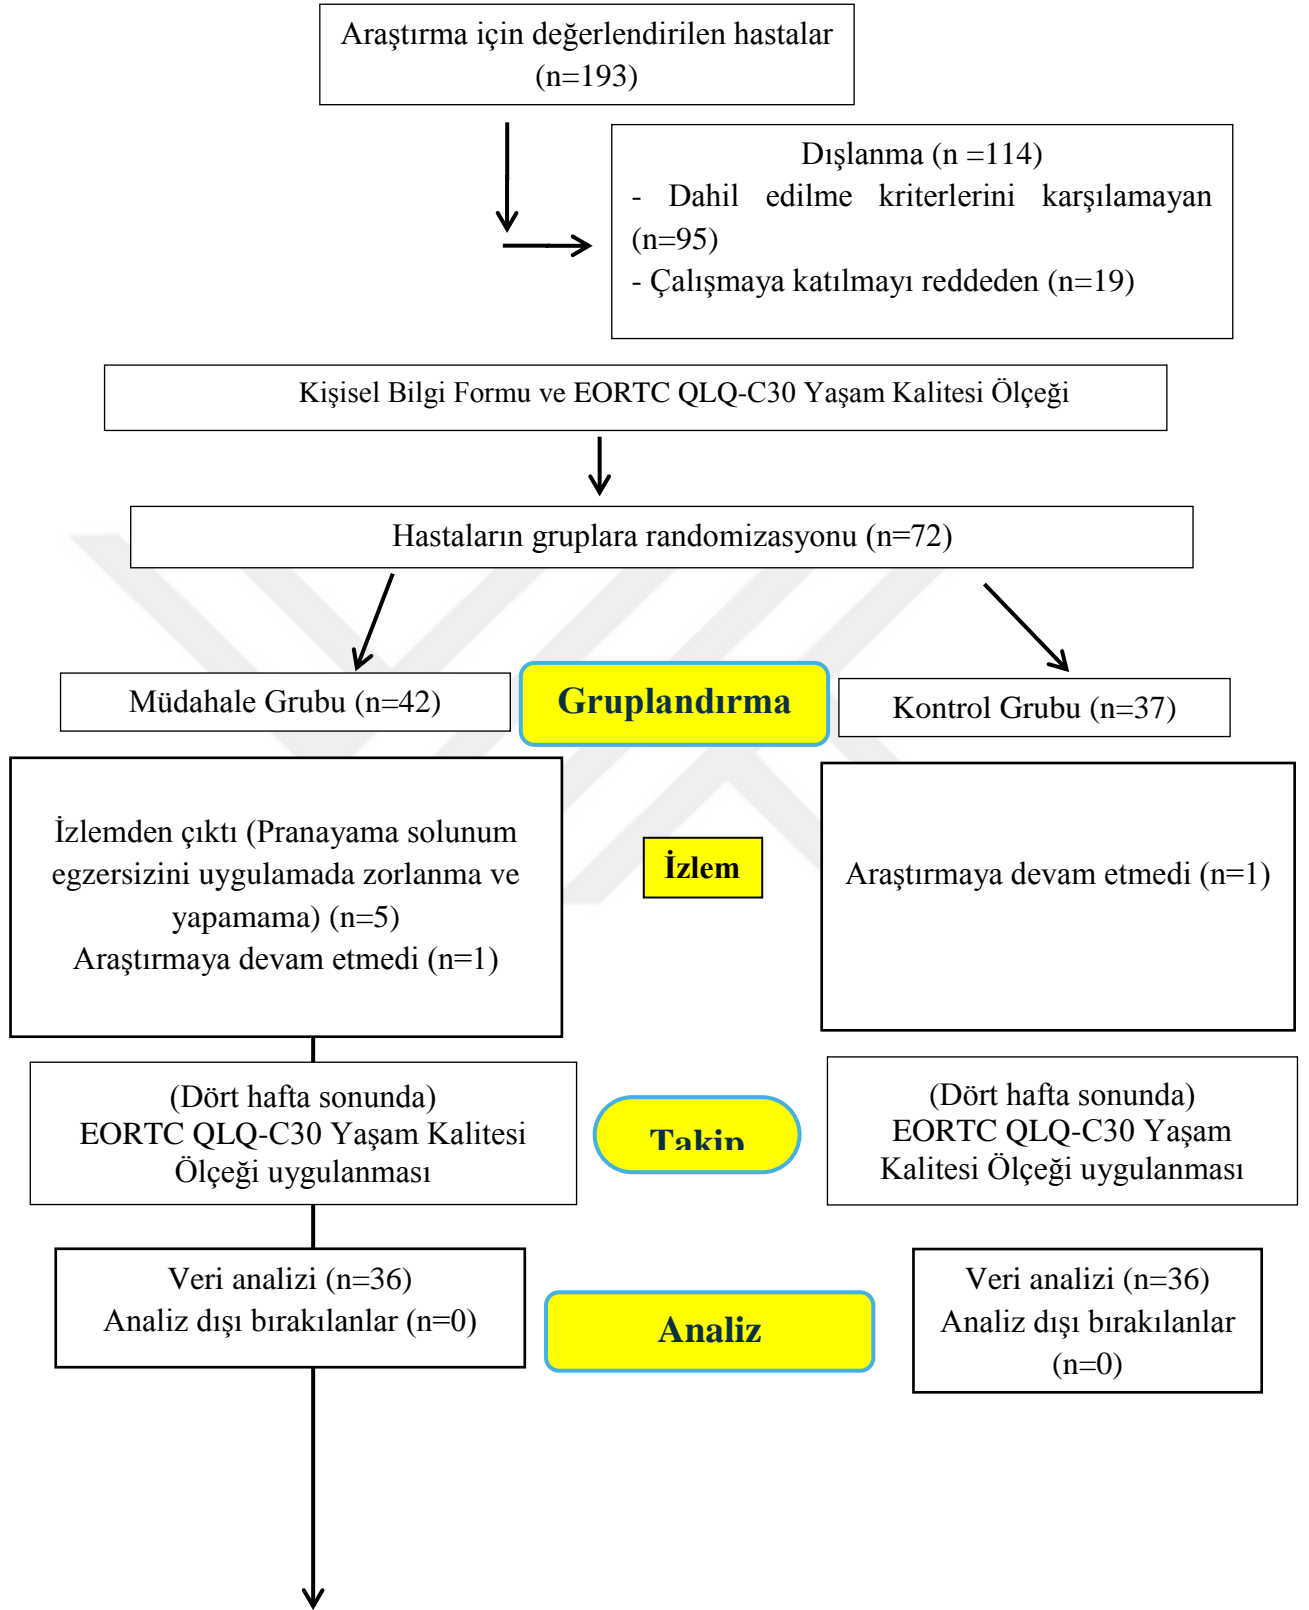 Araştırma için değerlendirilen hastalar
(n=193)
Dışlanma (n =114)
- Dahil edilme kriterlerini karşılamayan
(n=95)
- Çalışmaya katılmayı reddeden (n=19)
Kişisel Bilgi Formu ve EORTC QLQ-C30 Yaşam Kalitesi Ölçeği
Hastaların gruplara randomizasyonu (n=72)
Müdahale Grubu (n=42)
Gruplandırma
Kontrol Grubu (n=37)
İzlemden çıktı (Pranayama solunum
egzersizini uygulamada zorlanma ve
yapamama) (n=5)
Araştırmaya devam etmedi (n=1)
İzlem
Araştırmaya devam etmedi (n=1)
(Dört hafta sonunda)
EORTC QLQ-C30 Yaşam Kalitesi
Ölçeği uygulanması
Takip
(Dört hafta sonunda)
EORTC QLQ-C30 Yaşam
Kalitesi Ölçeği uygulanması
Veri analizi (n=36)
Analiz dışı bırakılanlar (n=0)
Analiz
Veri analizi (n=36)
Analiz dışı bırakılanlar
(n=0)